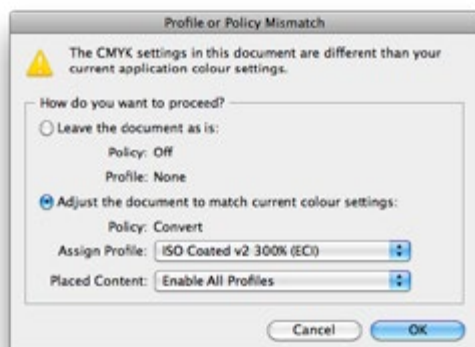 Profile or Policy Mismatch
The CMYK settings in this document are different than your
current application colour settings.
How do you want to proceed?
Leave the document as is:
Policy: Off
Profile: None
Adjust the document to match current colour settings:
Policy: Convert
Assign Profile: ISO Coated v2 300% (ECI)
Placed Content: Enable All Profiles
Cancel OK